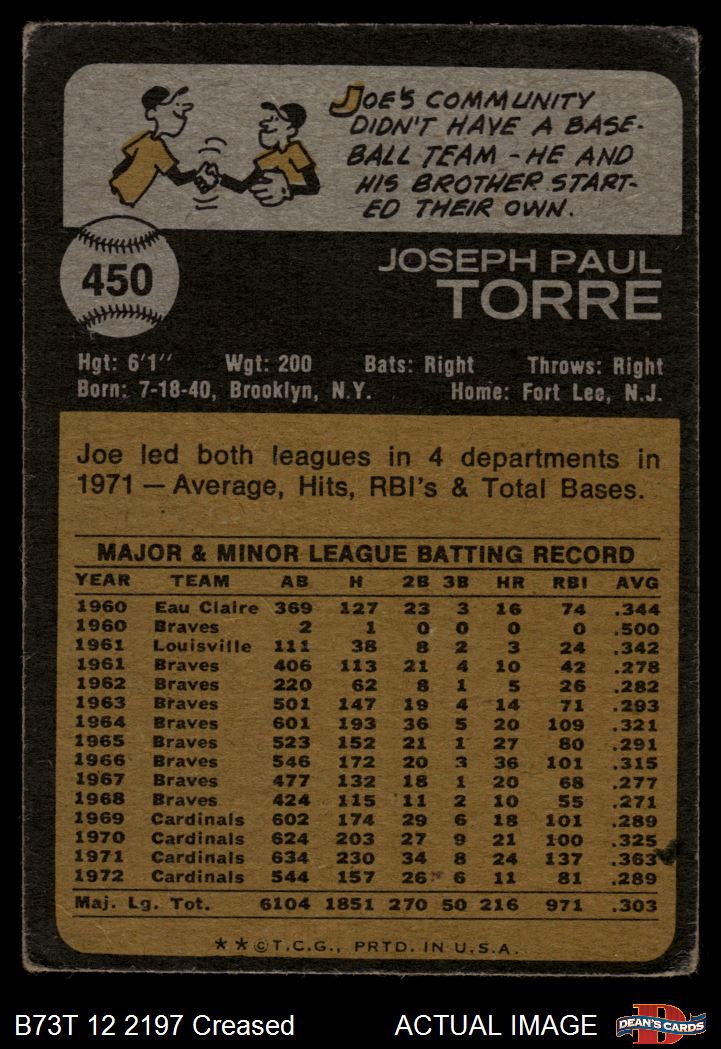 JOE'S COMMUNITY
DIDN'T HAVE A BASE-
BALL TEAM - HE AND
HIS BROTHER START-
ED THEIR OWN.
450
JOSEPH PAUL
TORRE
Hgt: 6'1" Wgt: 200 Bats: Right Throws: Right
Born: 7-18-40, Brooklyn, N.Y. Home: Fort Lee, N.J.
Joe led both leagues in 4 departments in
1971 — Average, Hits, RBI's & Total Bases.
MAJOR & MINOR LEAGUE BATTING RECORD
YEAR TEAM AB H 2B 3B HR RBI AVG
1960 Eau Claire 369 127 23 3 16 74 .344
1960 Braves 2 1 0 0 0 0 .500
1961 Louisville 111 38 8 2 3 24 .342
1961 Braves 406 113 21 4 10 42 .278
1962 Braves 220 62 8 1 5 26 .282
1963 Braves 501 147 19 4 14 71 .293
1964 Braves 601 193 36 5 20 109 .321
1965 Braves 523 152 21 1 27 80 .291
1966 Braves 546 172 20 3 36 101 .315
1967 Braves 477 132 18 1 20 68 .277
1968 Braves 424 115 11 2 10 55 .271
1969 Cardinals 602 174 29 6 18 101 .289
1970 Cardinals 624 203 27 9 21 100 .325
1971 Cardinals 634 230 34 8 24 137 .363
1972 Cardinals 544 157 26 6 11 81 .289
Maj. Lg. Tot. 6104 1851 270 50 216 971 .303
**©T.C.G., PRTD. IN U.S.A.
B73T 12 2197 Creased ACTUAL IMAGE
DEAN'S CARDS